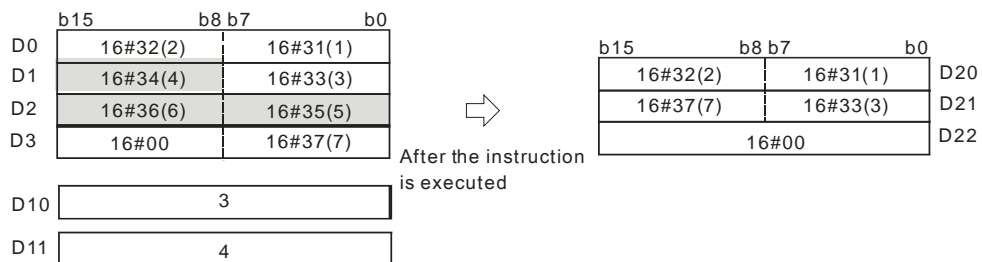 b15 b8 b7 b0
D0 16#32(2) 16#31(1)
D1 16#34(4) 16#33(3)
D2 16#36(6) 16#35(5)
D3 16#00 16#37(7)
D10 3
D11 4
After the instruction
is executed
b15 b8 b7 b0
16#32(2) 16#31(1) D20
16#37(7) 16#33(3) D21
16#00 D22